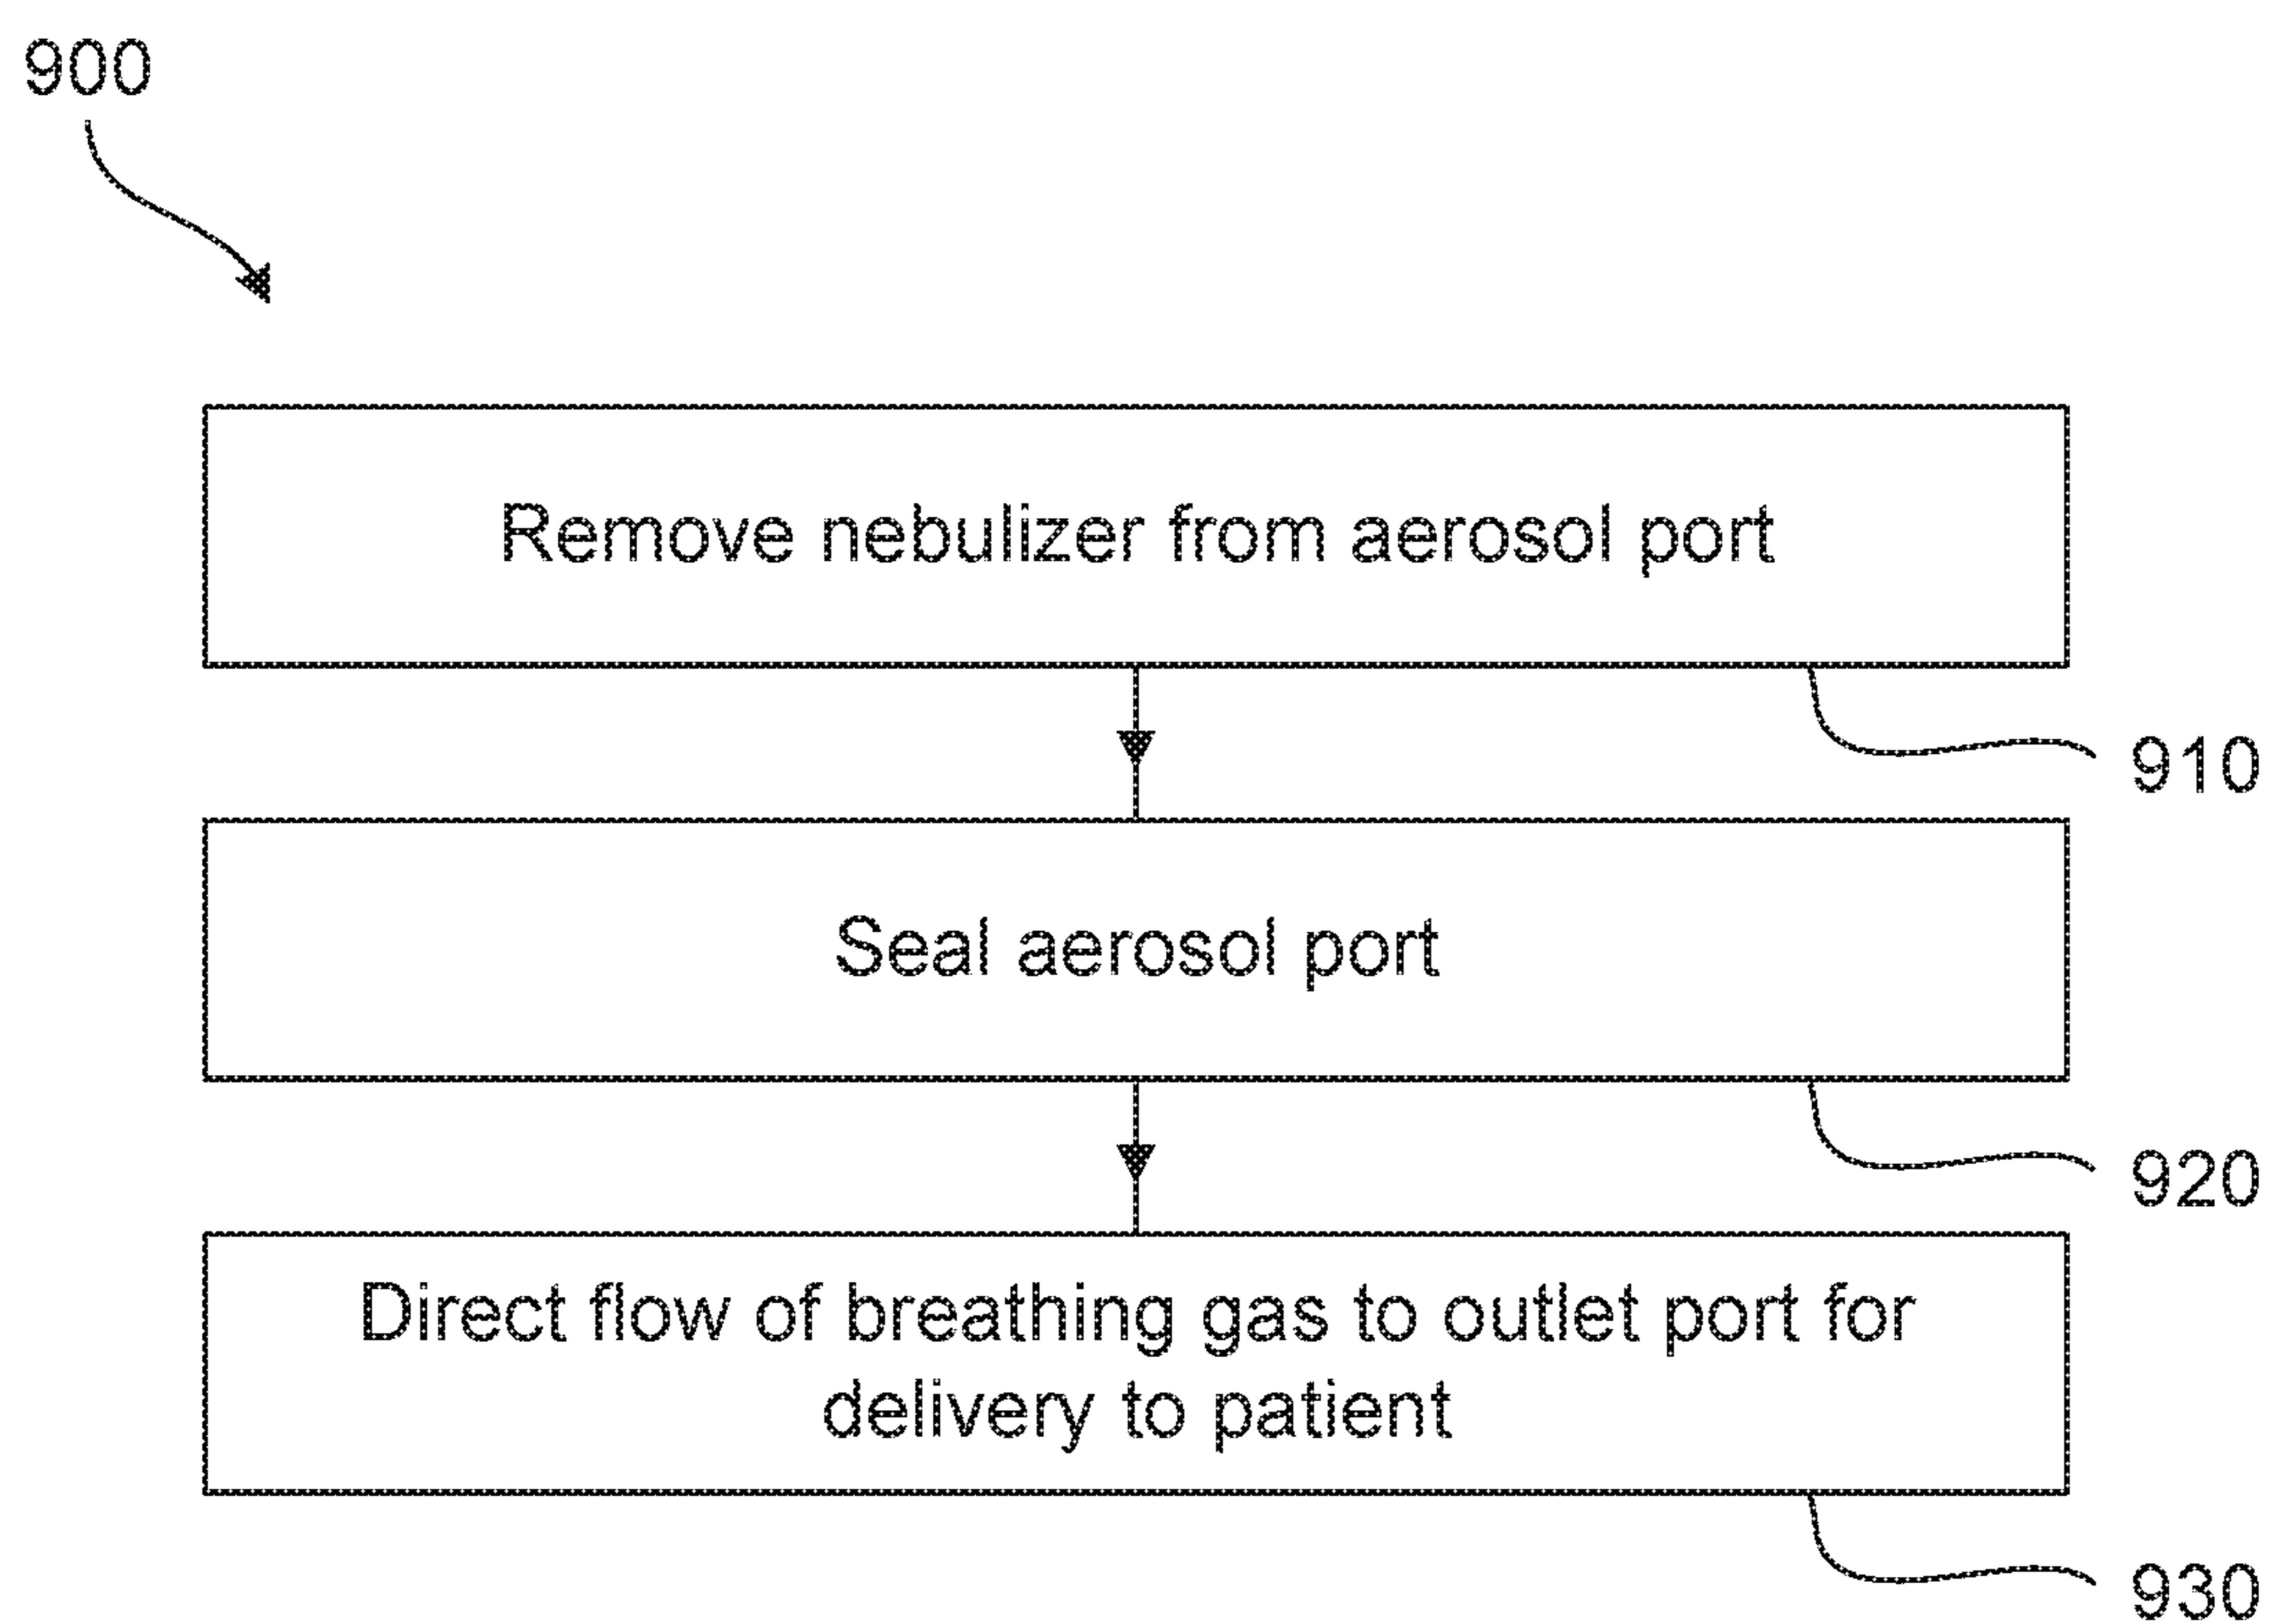 900
Remove nebulizer from aerosol port
910
Seal aerosol port
920
Direct flow of breathing gas to outlet port for
delivery to patient
930